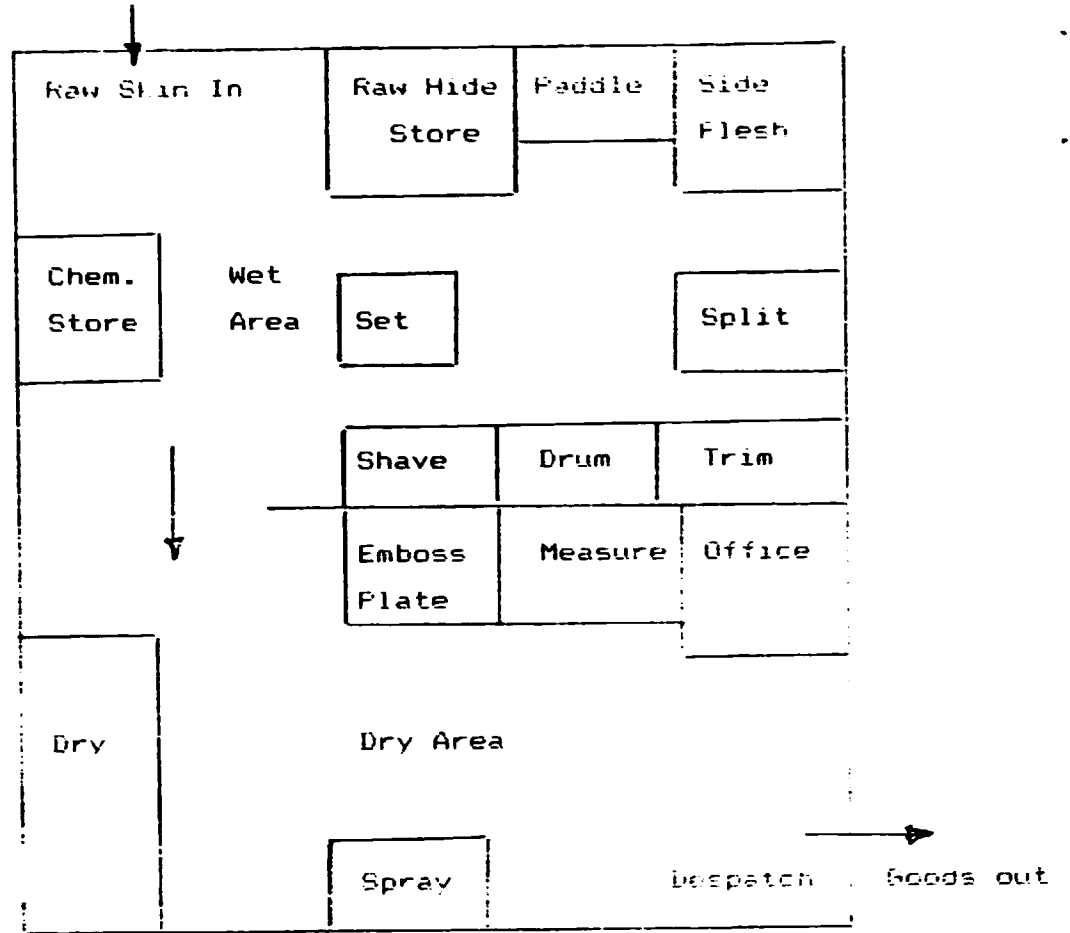 Raw Skin In
Raw Hide
Store
Paddle
Side
Flesh
Chem.
Store
Wet
Area
Set
Split
Shave
Drum
Trim
Emboss
Plate
Measure
Office
Dry
Dry Area
Spray
Despatch
Goods out